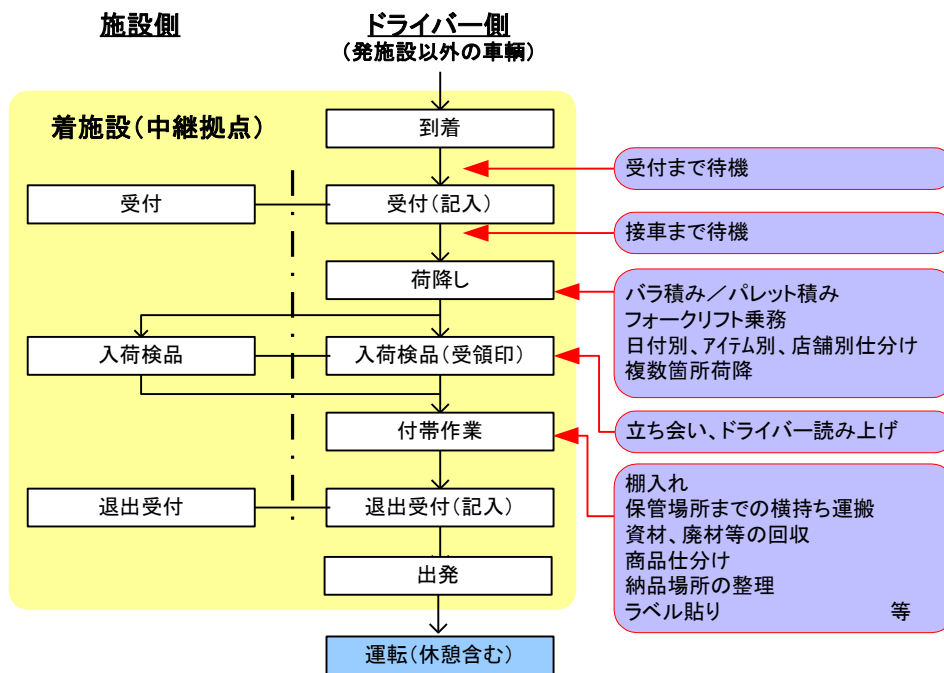 施設側
ドライバー側
(発施設以外の車輌)
着施設(中継拠点)
到着
受付まで待機
受付
受付(記入)
接車まで待機
荷降し
バラ積み／パレット積み
フォークリフト乗務
日付別、ｱｲﾃﾑ別、店舗別仕分け
複数箇所荷降
入荷検品
入荷検品(受領印)
立ち会い、ドライバー読み上げ
付帯作業
棚入れ
保管場所までの横持ち運搬
資材、廃材等の回収
商品仕分け
納品場所の整理
ラベル貼り 等
退出受付
退出受付(記入)
出発
運転(休憩含む)